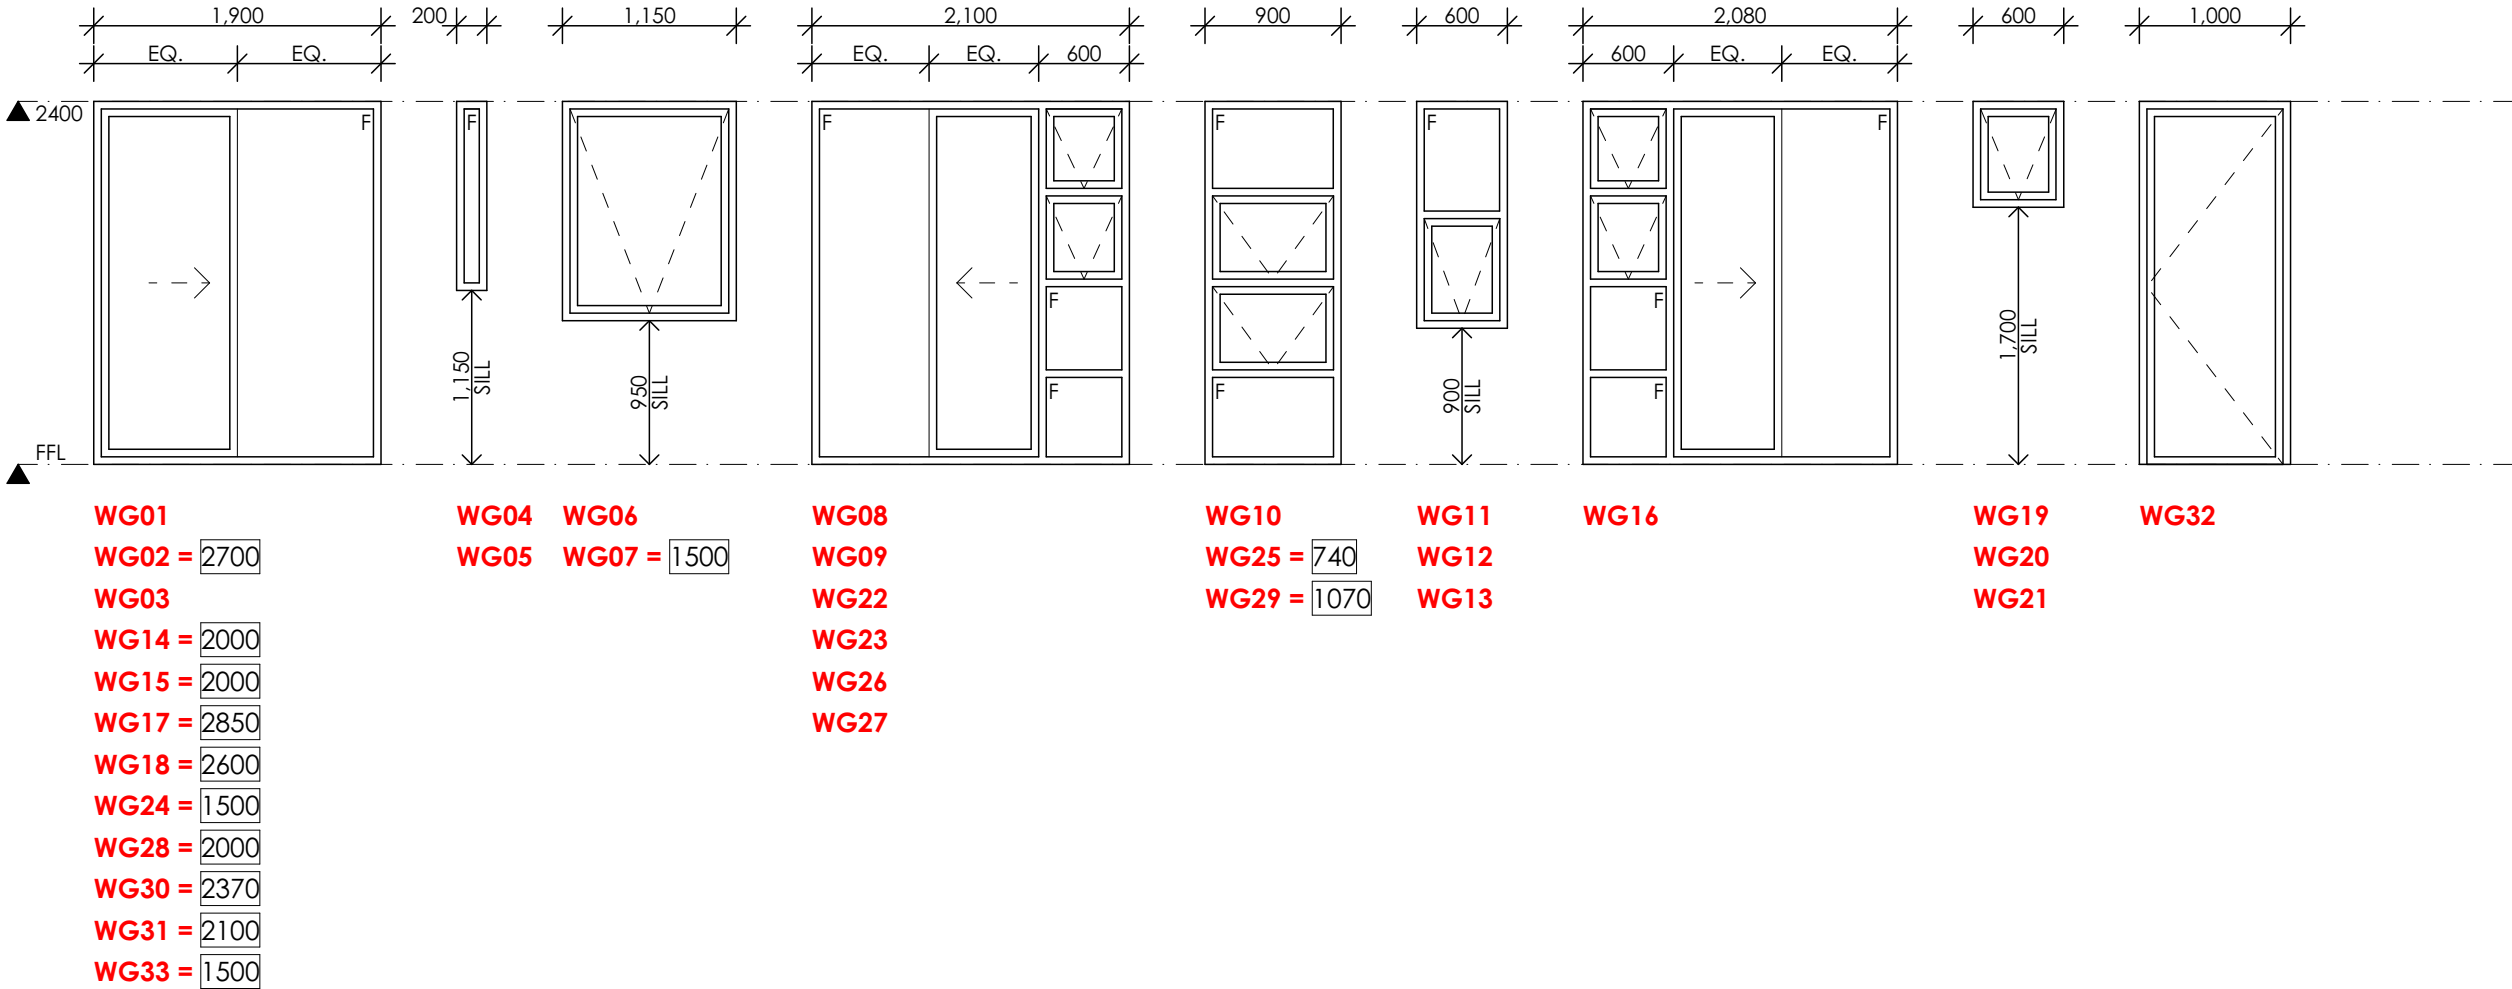 1,900 200 1,150 2,100 900 600 2,080 600 1,000
EQ. EQ. EQ. EQ. 600 600 EQ. EQ.
2400 F F F F F F
F F
F F F F
1,150 SILL 950 SILL 900 SILL 1,700 SILL
FFL
WG01 WG04 WG06 WG08 WG10 WG11 WG16 WG19 WG32
WG02 = 2700 WG05 WG07 = 1500 WG09 WG25 = 740 WG12 WG20
WG03 WG22 WG29 = 1070 WG13 WG21
WG14 = 2000 WG23
WG15 = 2000 WG26
WG17 = 2850 WG27
WG18 = 2600
WG24 = 1500
WG28 = 2000
WG30 = 2370
WG31 = 2100
WG33 = 1500